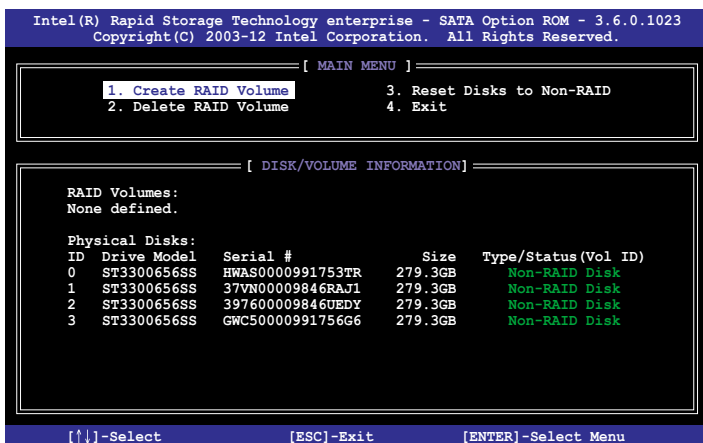 Intel(R) Rapid Storage Technology enterprise - SATA Option ROM - 3.6.0.1023
Copyright(C) 2003-12 Intel Corporation. All Rights Reserved.
[ MAIN MENU ]
1. Create RAID Volume 3. Reset Disks to Non-RAID
2. Delete RAID Volume 4. Exit
[ DISK/VOLUME INFORMATION]
RAID Volumes:
None defined.
Physical Disks:
ID Drive Model Serial # Size Type/Status(Vol ID)
0 ST3300656SS HWAS0000991753TR 279.3GB Non-RAID Disk
1 ST3300656SS 37VN00009846RAJ1 279.3GB Non-RAID Disk
2 ST3300656SS 397600009846UEDY 279.3GB Non-RAID Disk
3 ST3300656SS GWC50000991756G6 279.3GB Non-RAID Disk
[↑↓]-Select [ESC]-Exit [ENTER]-Select Menu